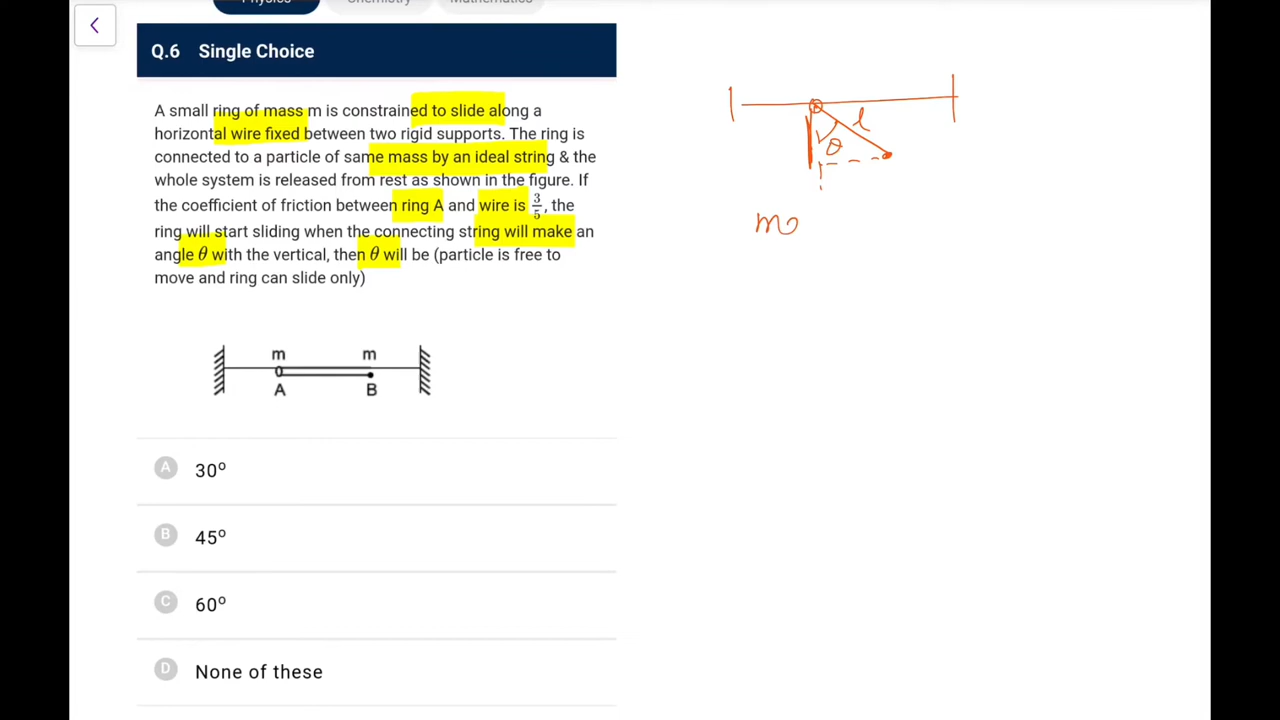 Physics Chemistry Mathematics
Q.6 Single Choice
A small ring of mass m is constrained to slide along a
horizontal wire fixed between two rigid supports. The ring is
connected to a particle of same mass by an ideal string & the
whole system is released from rest as shown in the figure. If
the coefficient of friction between ring A and wire is 3/5, the
ring will start sliding when the connecting string will make an
angle θ with the vertical, then θ will be (particle is free to
move and ring can slide only)
m m
A B
A 30°
B 45°
C 60°
D None of these
l
θ